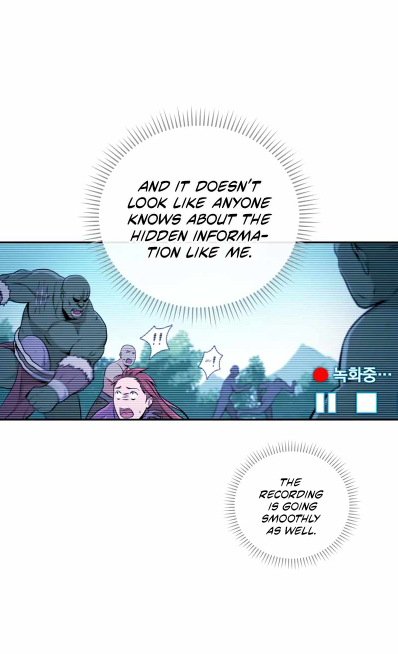 AND IT DOESN'T
LOOK LIKE ANYONE
KNOWS ABOUT THE
HIDDEN INFORMA-
TION LIKE ME.
!!
!
녹화중…
THE
RECORDING
IS GOING
SMOOTHLY
AS WELL.